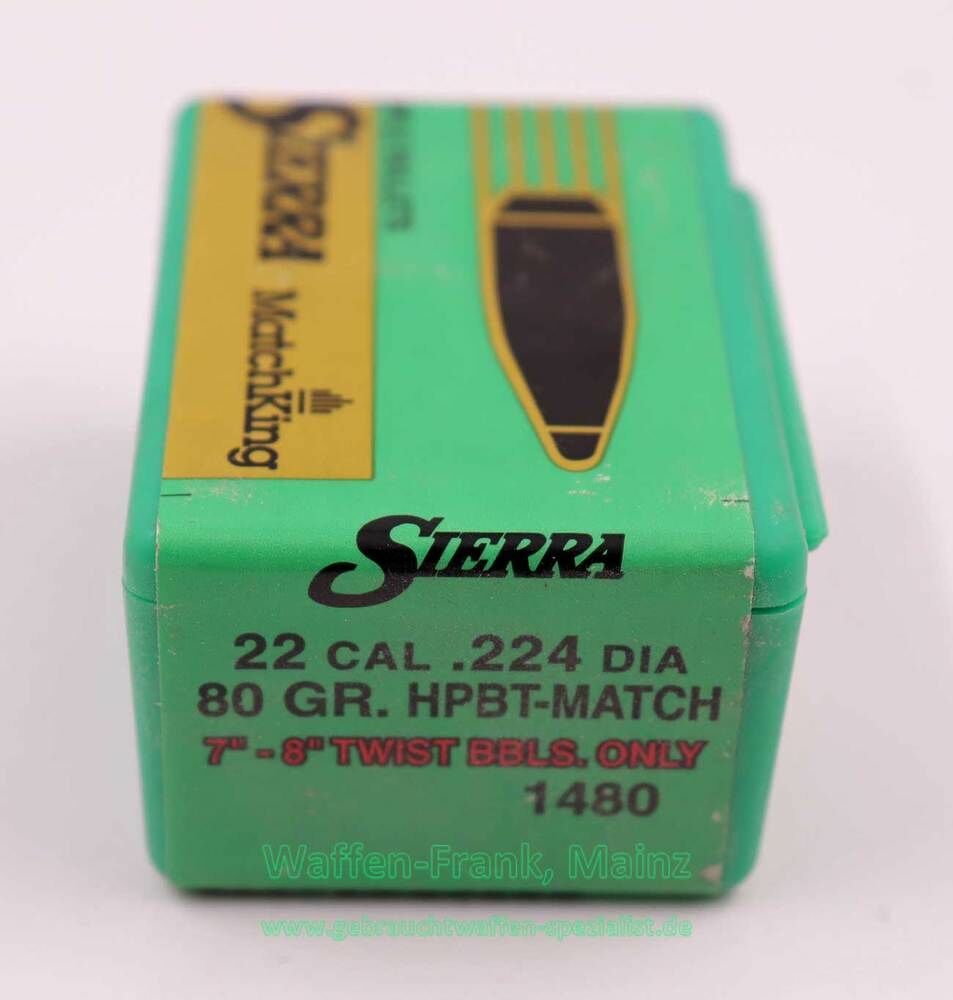 SIERRA MatchKing
SIERRA
22 CAL .224 DIA
80 GR. HPBT-MATCH
7" - 8" TWIST BBLS. ONLY
1480
Waffen-Frank, Mainz
www.gebrauchtwaffen-spezialist.de